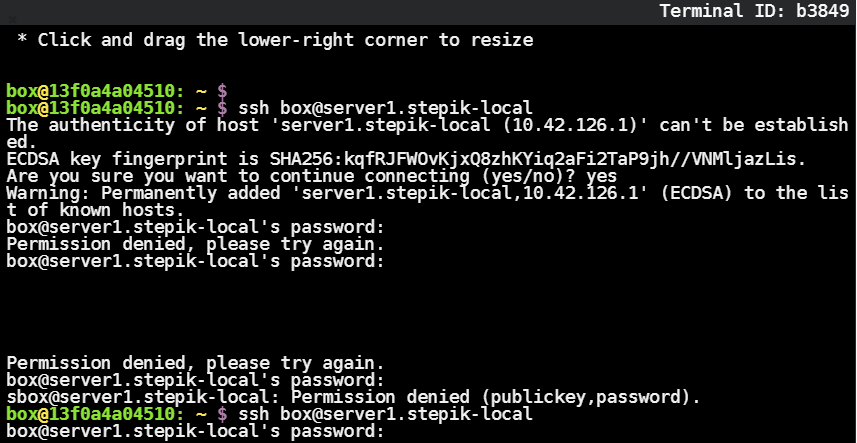 Terminal ID: b3849
* Click and drag the lower-right corner to resize
box@13f0a4a04510: ~ $
box@13f0a4a04510: ~ $ ssh box@server1.stepik-local
The authenticity of host 'server1.stepik-local (10.42.126.1)' can't be establish
ed.
ECDSA key fingerprint is SHA256:kqfRJFWOvKjxQ8zhKYiq2aFi2TaP9jh//VNMljazLis.
Are you sure you want to continue connecting (yes/no)? yes
Warning: Permanently added 'server1.stepik-local,10.42.126.1' (ECDSA) to the lis
t of known hosts.
box@server1.stepik-local's password:
Permission denied, please try again.
box@server1.stepik-local's password:
Permission denied, please try again.
box@server1.stepik-local's password:
sbox@server1.stepik-local: Permission denied (publickey,password).
box@13f0a4a04510: ~ $ ssh box@server1.stepik-local
box@server1.stepik-local's password: